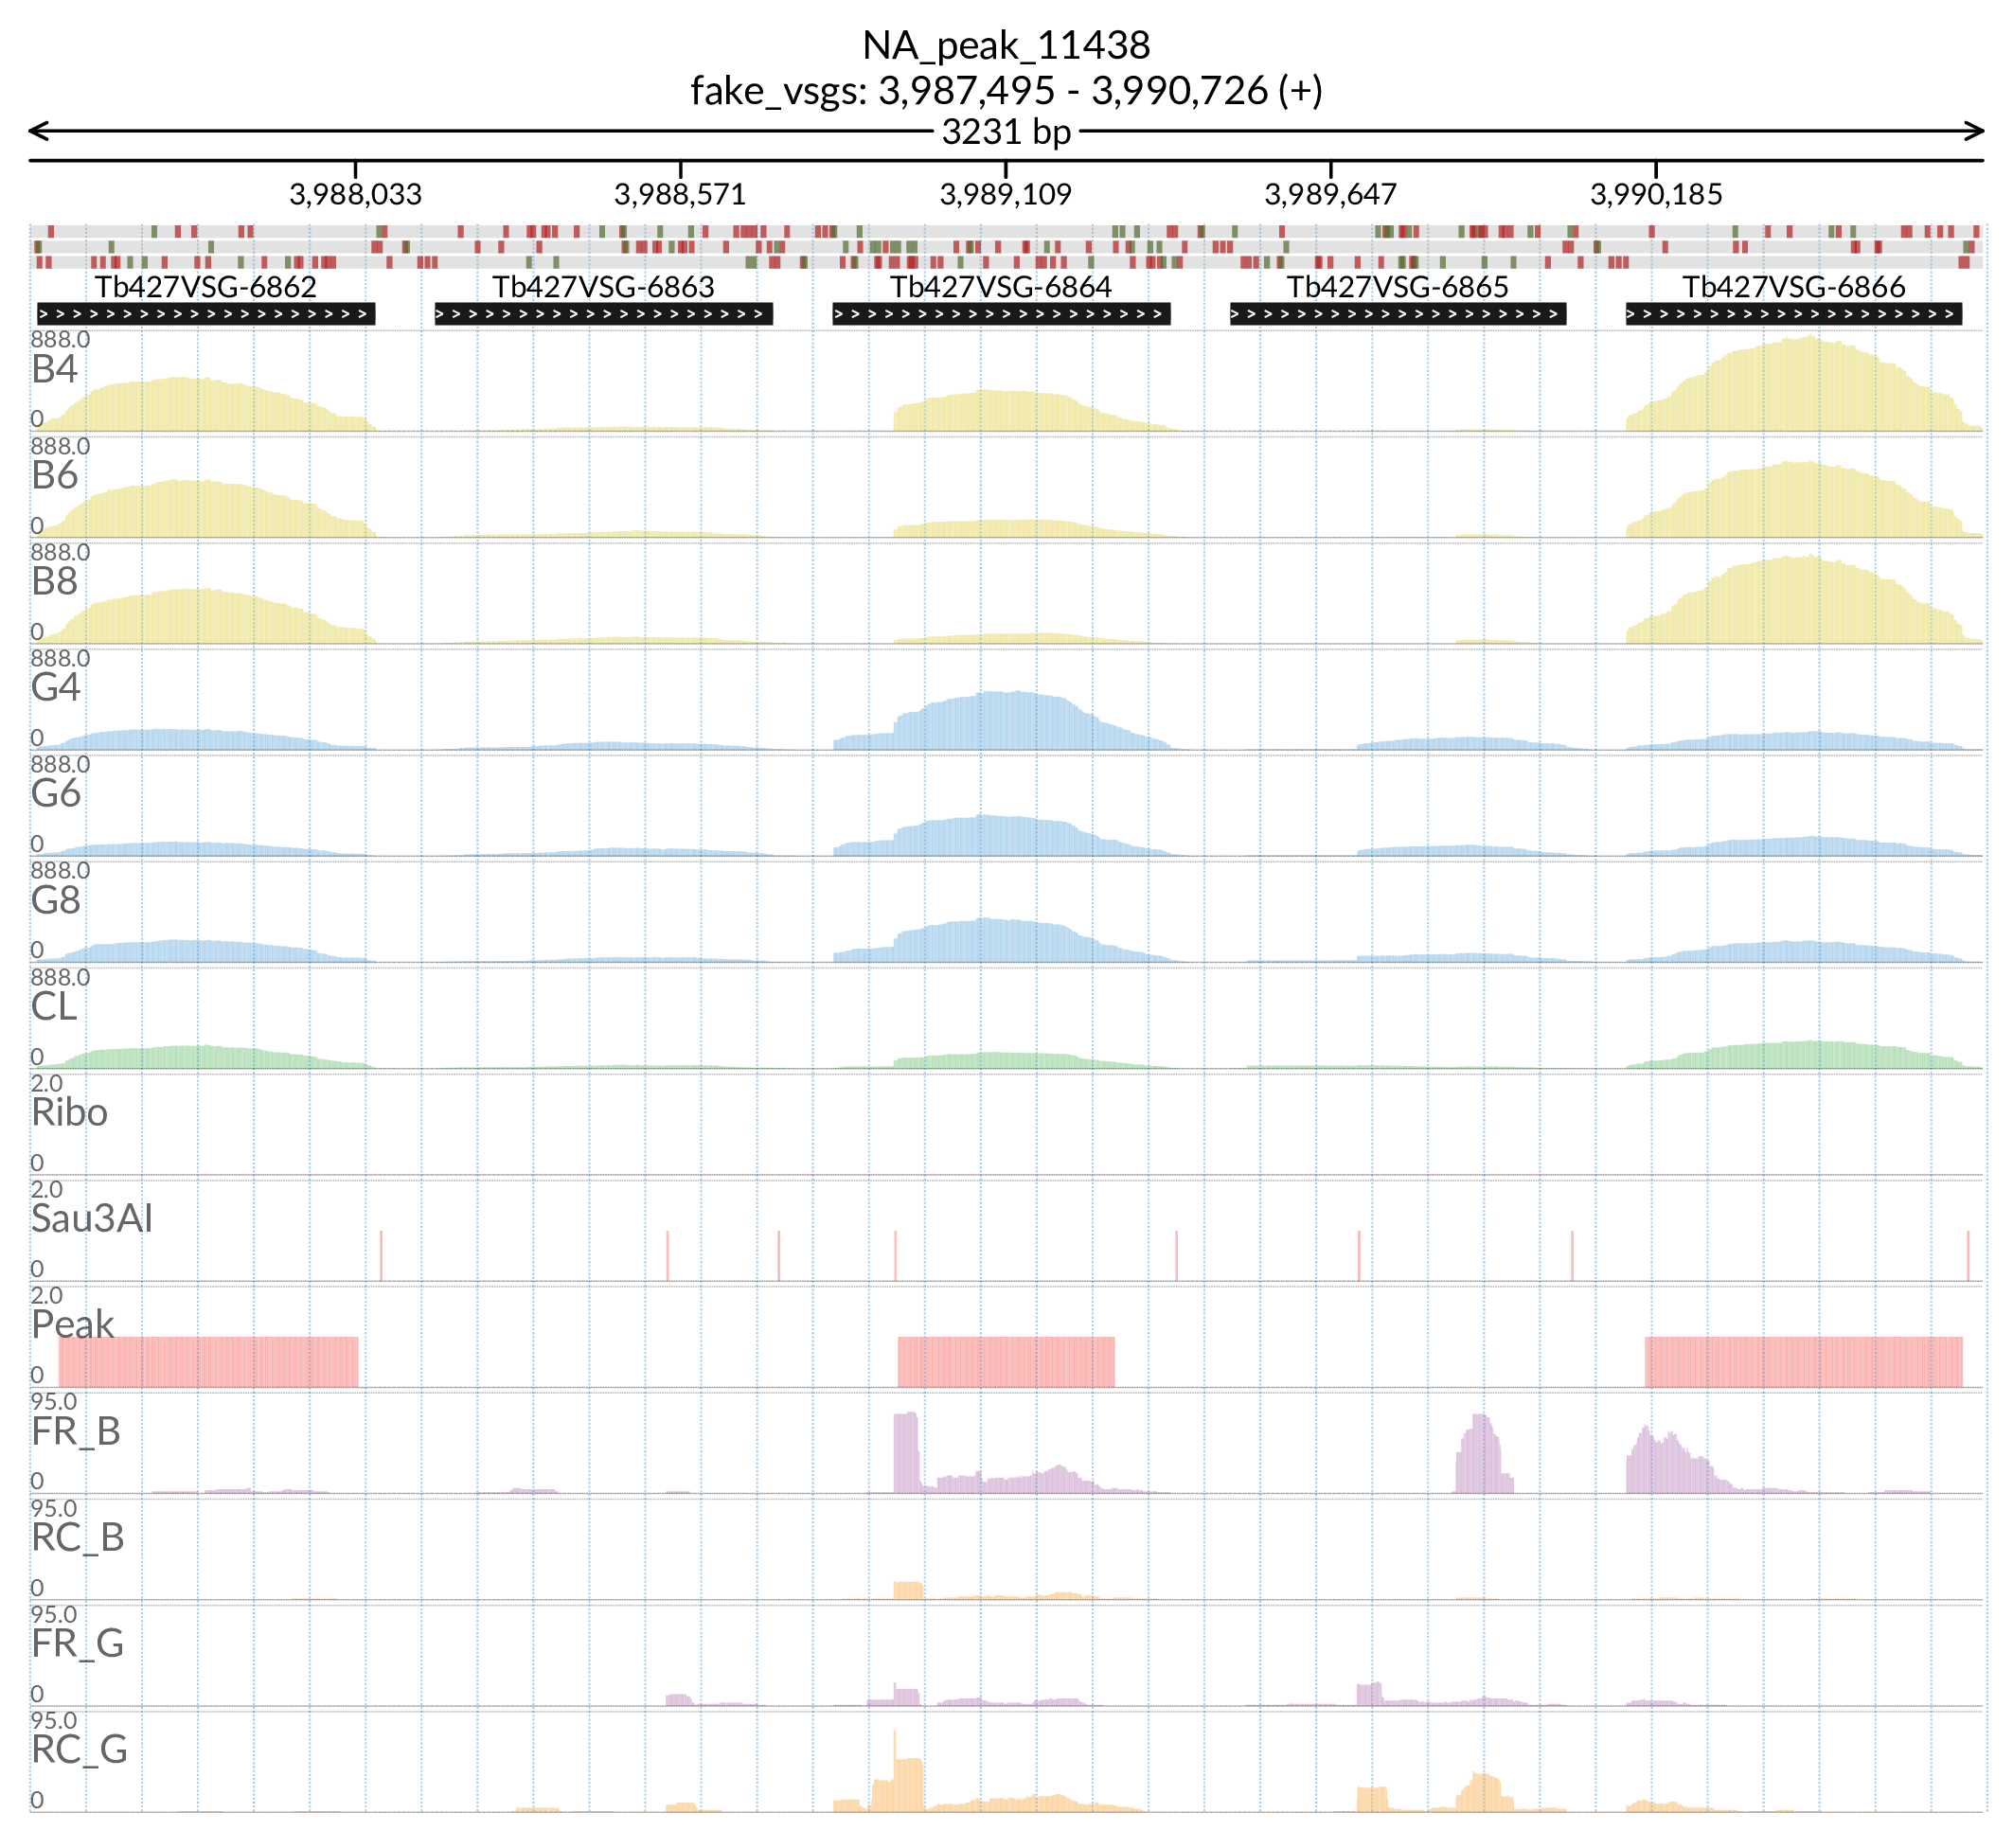 NA_peak_11438
fake_vsgs: 3,987,495 - 3,990,726 (+)
3231 bp
3,988,033 3,988,571 3,989,109 3,989,647 3,990,185
Tb427VSG-6862 Tb427VSG-6863 Tb427VSG-6864 Tb427VSG-6865 Tb427VSG-6866
888.0
B4
0
888.0
B6
0
888.0
B8
0
888.0
G4
0
888.0
G6
0
888.0
G8
0
888.0
CL
0
2.0
Ribo
0
2.0
Sau3AI
0
2.0
Peak
0
95.0
FR_B
0
95.0
RC_B
0
95.0
FR_G
0
95.0
RC_G
0